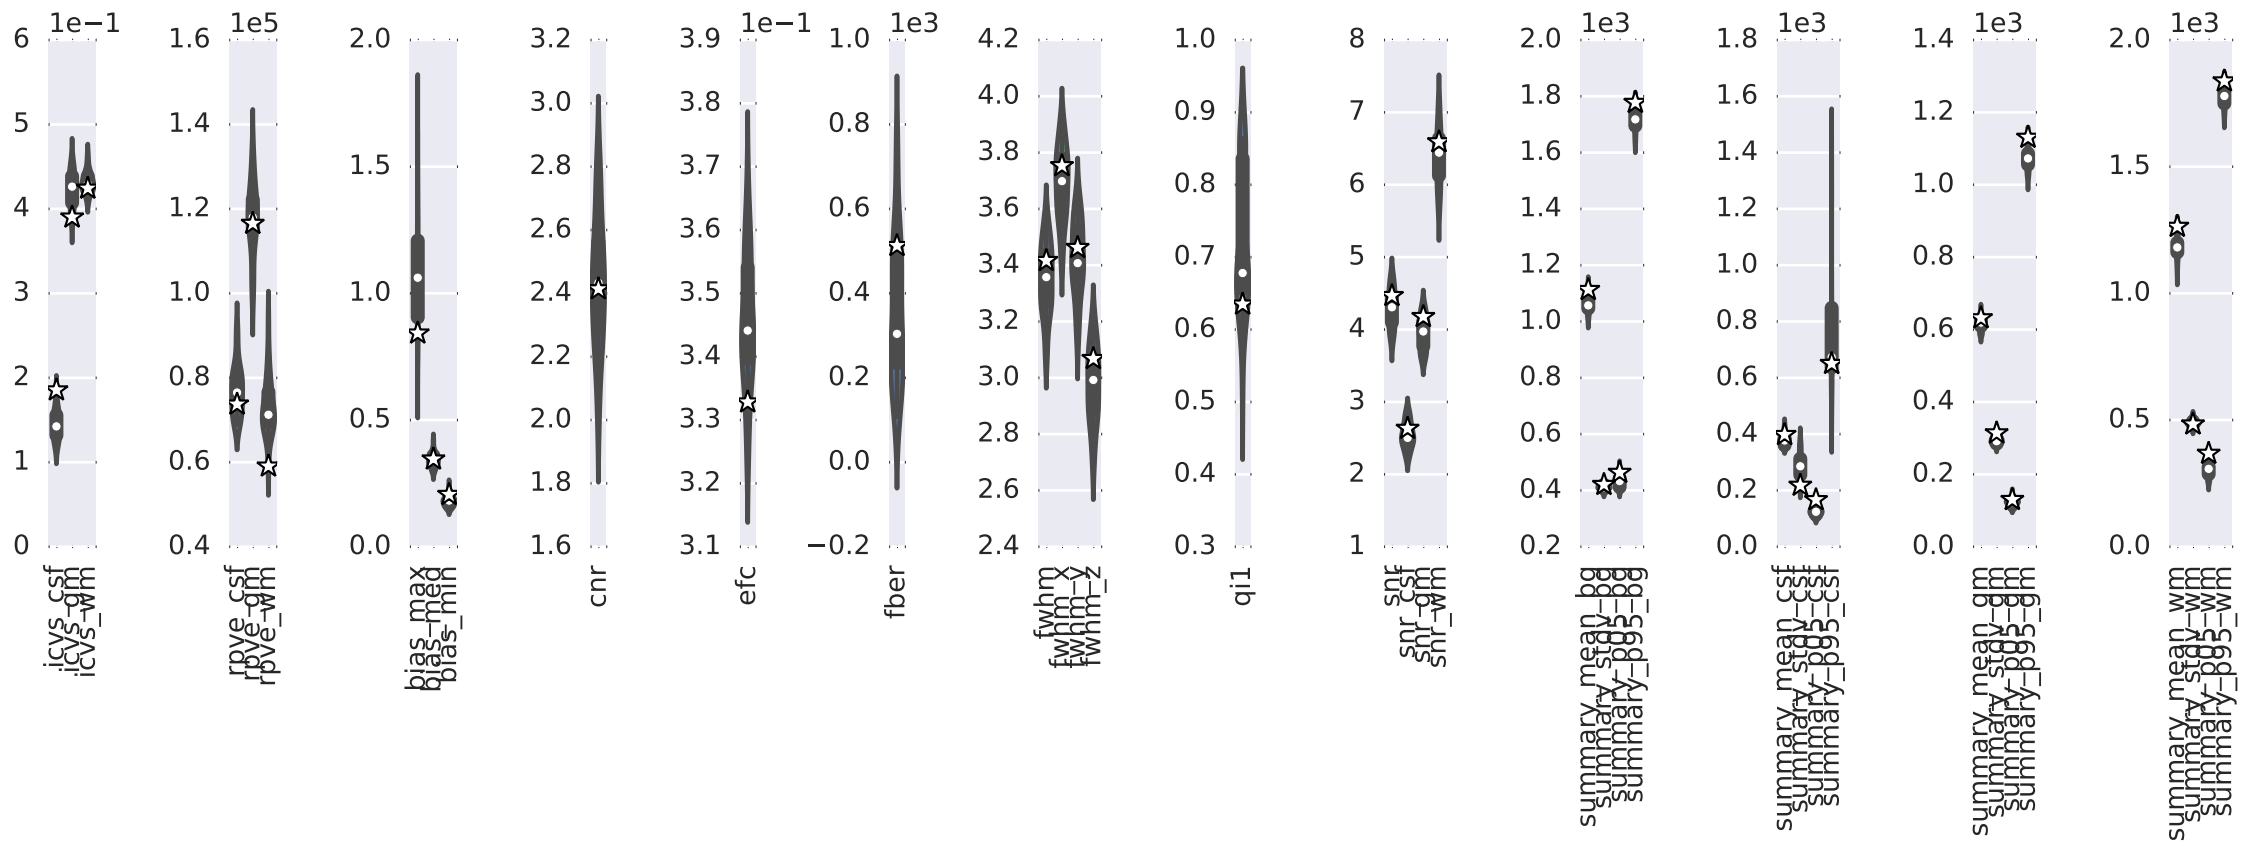 1e−1
6
5
4
3
2
1
0
icvs_csf
icvs_gm
icvs_wm
1e5
1.6
1.4
1.2
1.0
0.8
0.6
0.4
rpve_csf
rpve_gm
rpve_wm
2.0
1.5
1.0
0.5
0.0
bias_max
bias_med
bias_min
3.2
3.0
2.8
2.6
2.4
2.2
2.0
1.8
1.6
cnr
1e−1
3.9
3.8
3.7
3.6
3.5
3.4
3.3
3.2
3.1
efc
1e3
1.0
0.8
0.6
0.4
0.2
0.0
−0.2
fber
4.2
4.0
3.8
3.6
3.4
3.2
3.0
2.8
2.6
2.4
fwhm
fwhm_x
fwhm_y
fwhm_z
1.0
0.9
0.8
0.7
0.6
0.5
0.4
0.3
qi1
8
7
6
5
4
3
2
1
snr
snr_csf
snr_gm
snr_wm
1e3
2.0
1.8
1.6
1.4
1.2
1.0
0.8
0.6
0.4
0.2
summary_mean_bg
summary_stdv_bg
summary_p05_bg
summary_p95_bg
1e3
1.8
1.6
1.4
1.2
1.0
0.8
0.6
0.4
0.2
0.0
summary_mean_csf
summary_stdv_csf
summary_p05_csf
summary_p95_csf
1e3
1.4
1.2
1.0
0.8
0.6
0.4
0.2
0.0
summary_mean_gm
summary_stdv_gm
summary_p05_gm
summary_p95_gm
1e3
2.0
1.5
1.0
0.5
0.0
summary_mean_wm
summary_stdv_wm
summary_p05_wm
summary_p95_wm